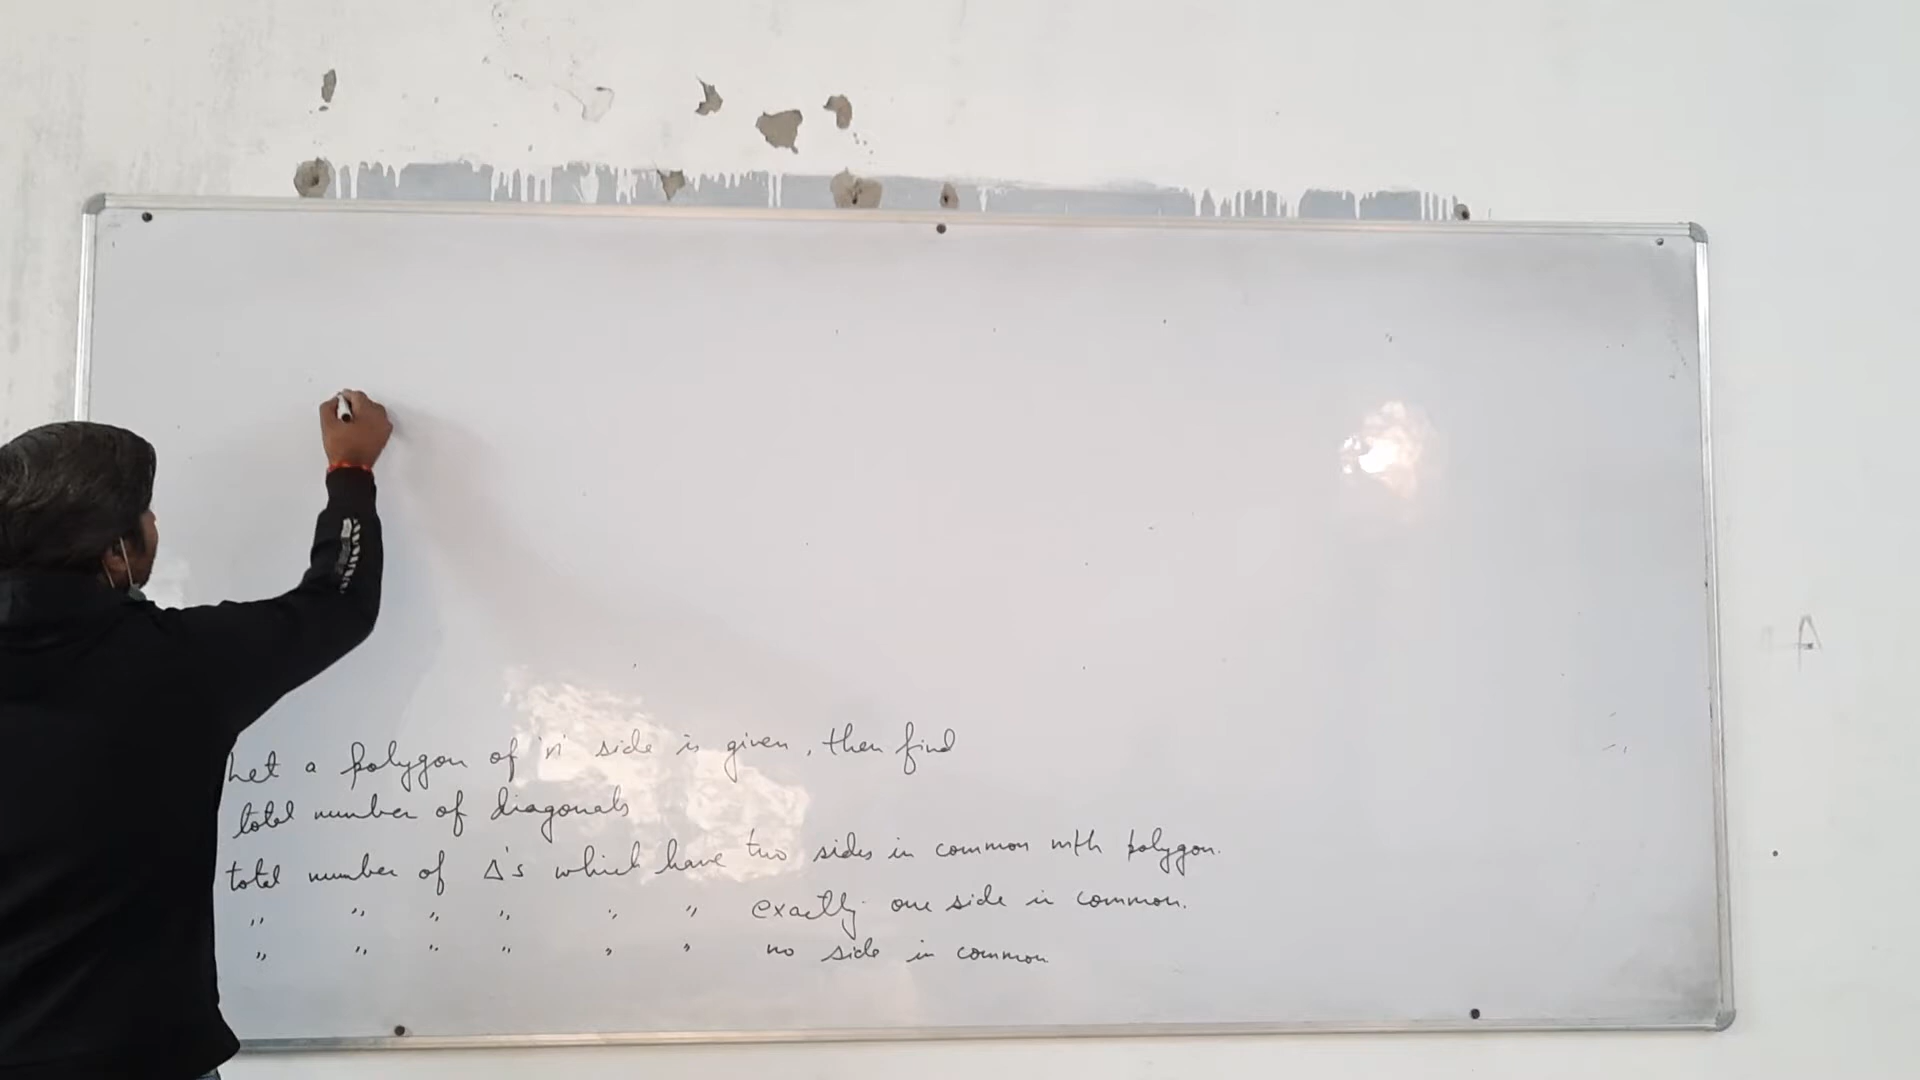 Let a polygon of 'n' side is given, then find
total number of diagonals
total number of Δ's which have two sides in common with polygon.
" " " " " " exactly one side in common.
" " " " " " no side in common
A